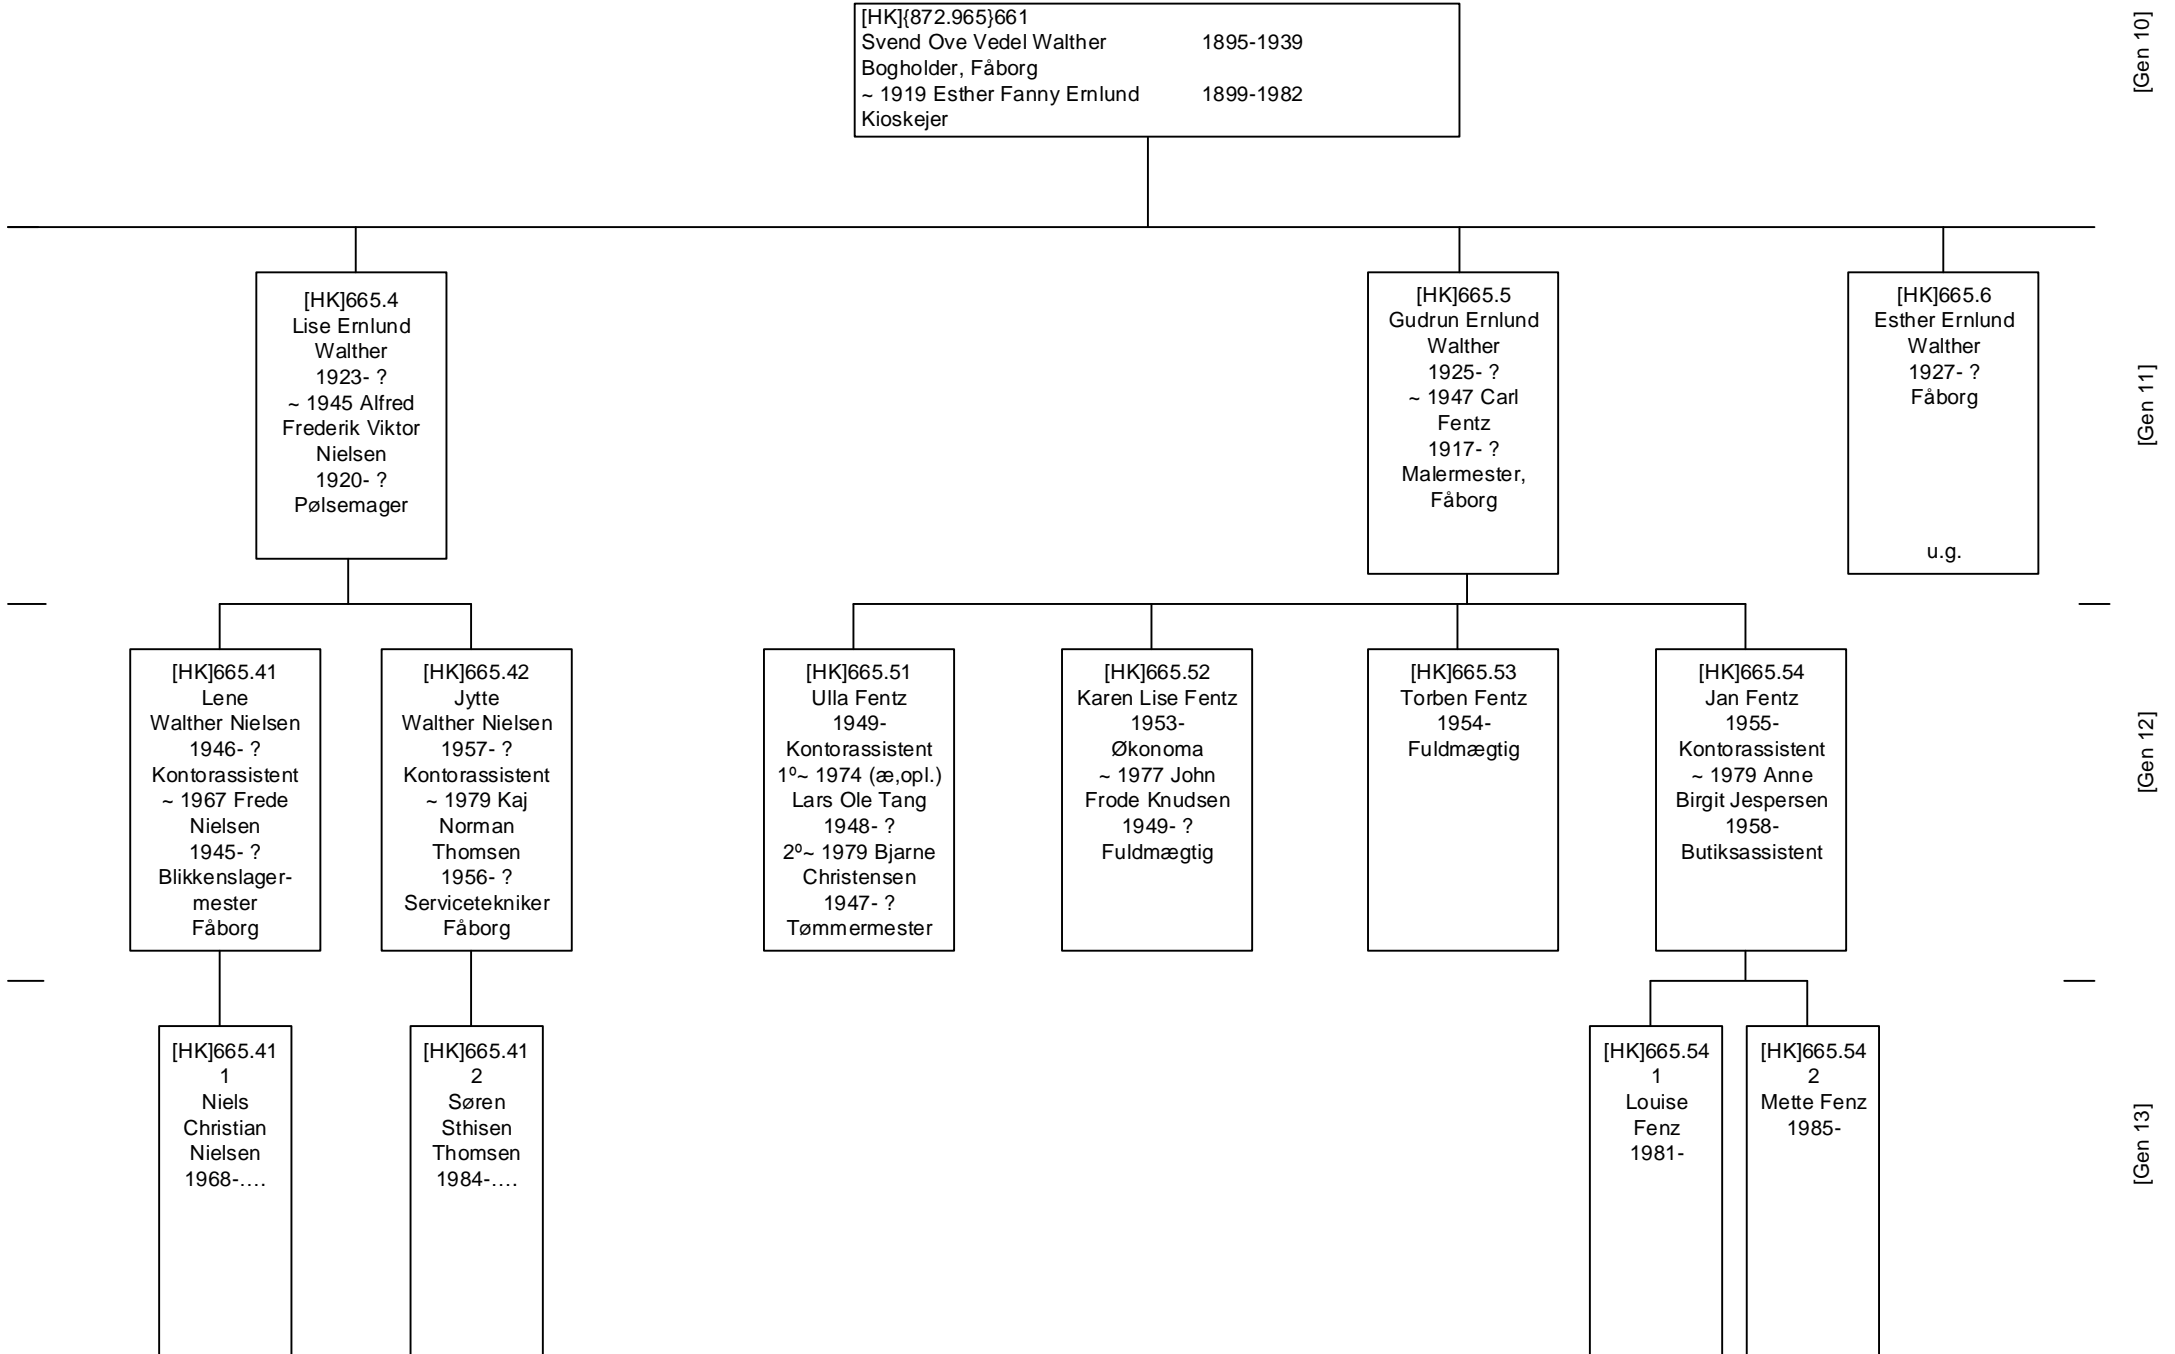 [HK]{872.965}661
Svend Ove Vedel Walther 1895-1939
Bogholder, Fåborg
~ 1919 Esther Fanny Ernlund 1899-1982
Kioskejer
[Gen 10]
[HK]665.4
Lise Ernlund
Walther
1923- ?
~ 1945 Alfred
Frederik Viktor
Nielsen
1920- ?
Pølsemager
[HK]665.5
Gudrun Ernlund
Walther
1925- ?
~ 1947 Carl
Fentz
1917- ?
Malermester,
Fåborg
[HK]665.6
Esther Ernlund
Walther
1927- ?
Fåborg
u.g.
[Gen 11]
[HK]665.41
Lene
Walther Nielsen
1946- ?
Kontorassistent
~ 1967 Frede
Nielsen
1945- ?
Blikkenslager-
mester
Fåborg
[HK]665.42
Jytte
Walther Nielsen
1957- ?
Kontorassistent
~ 1979 Kaj
Norman
Thomsen
1956- ?
Servicetekniker
Fåborg
[HK]665.51
Ulla Fentz
1949-
Kontorassistent
1º~ 1974 (æ,opl.)
Lars Ole Tang
1948- ?
2º~ 1979 Bjarne
Christensen
1947- ?
Tømmermester
[HK]665.52
Karen Lise Fentz
1953-
Økonoma
~ 1977 John
Frode Knudsen
1949- ?
Fuldmægtig
[HK]665.53
Torben Fentz
1954-
Fuldmægtig
[HK]665.54
Jan Fentz
1955-
Kontorassistent
~ 1979 Anne
Birgit Jespersen
1958-
Butiksassistent
[Gen 12]
[HK]665.41
1
Niels
Christian
Nielsen
1968-....
[HK]665.41
2
Søren
Sthisen
Thomsen
1984-....
[HK]665.54
1
Louise
Fenz
1981-
[HK]665.54
2
Mette Fenz
1985-
[Gen 13]